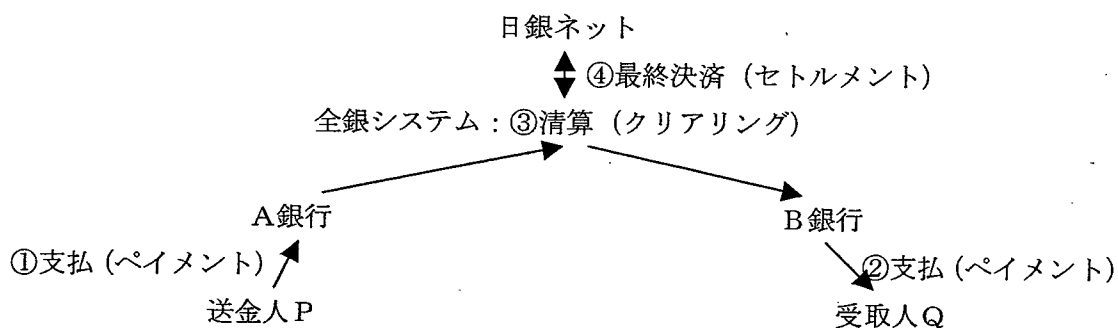 日銀ネット
④最終決済（セトルメント）
全銀システム：③清算（クリアリング）
A銀行
B銀行
①支払（ペイメント）
②支払（ペイメント）
送金人P
受取人Q